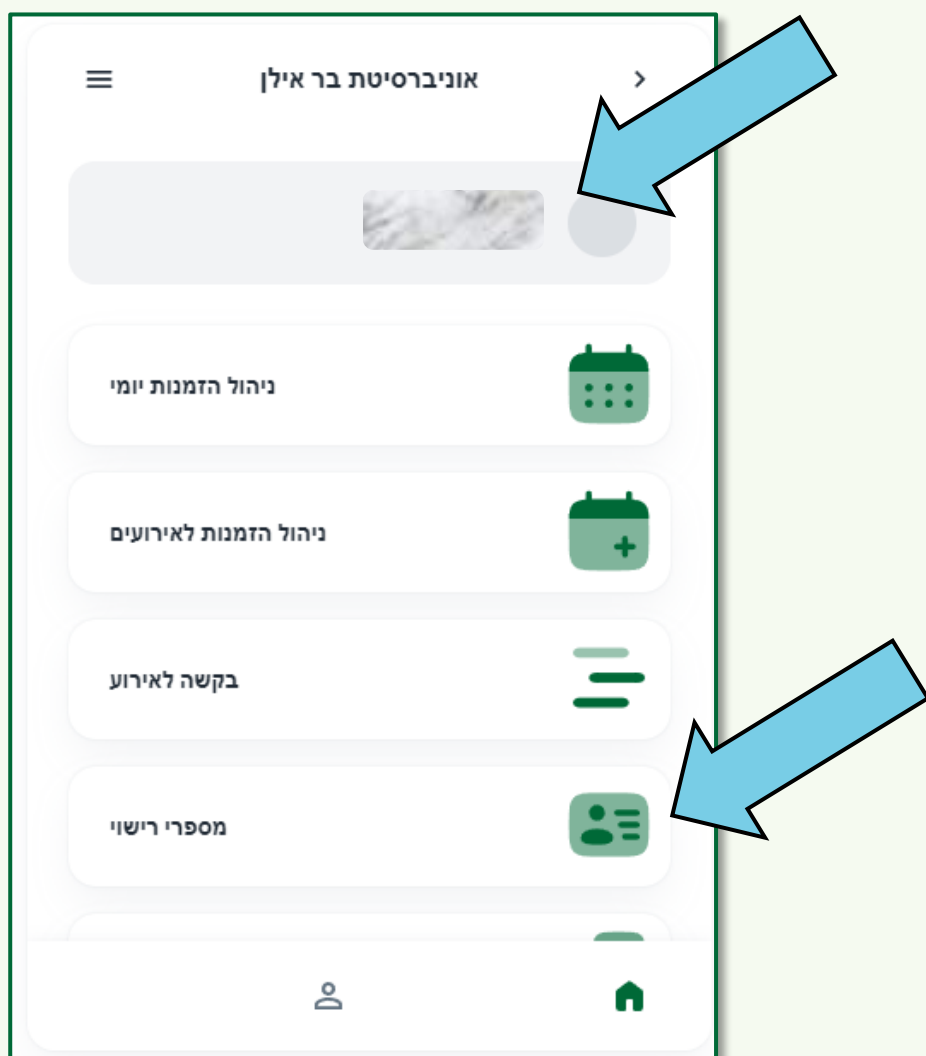 אוניברסיטת בר אילן
ניהול הזמנות יומי
ניהול הזמנות לאירועים
בקשה לאירוע
מספרי רישוי